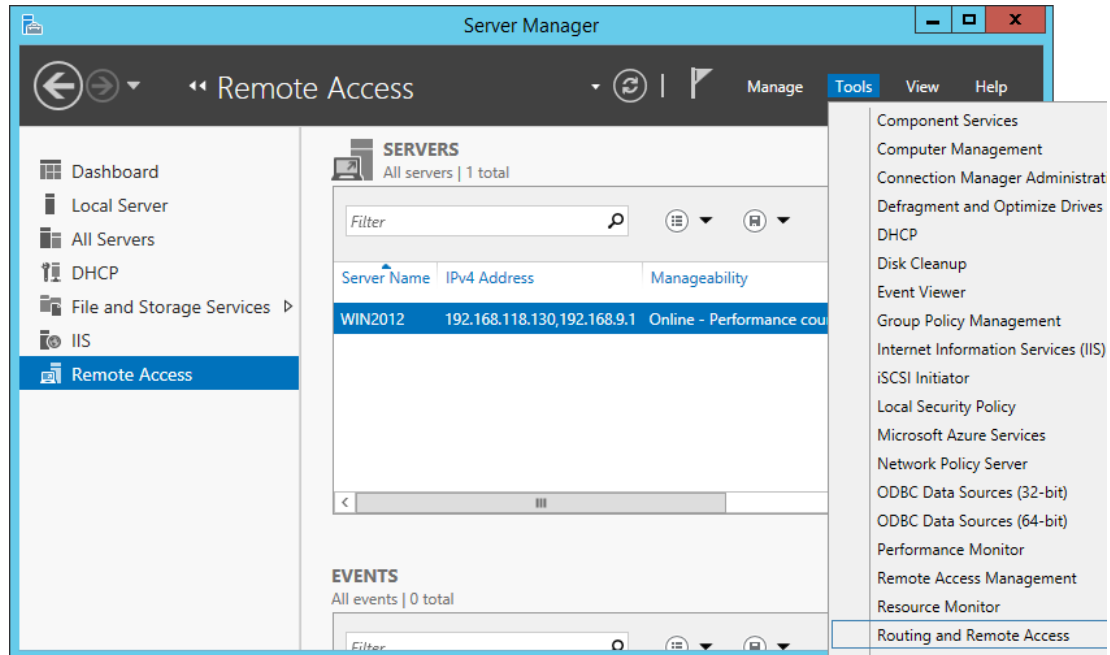 Server Manager
Remote Access
Manage Tools View Help
Dashboard
Local Server
All Servers
DHCP
File and Storage Services
IIS
Remote Access
SERVERS
All servers | 1 total
Filter
Server Name IPv4 Address Manageability
WIN2012 192.168.118.130,192.168.9.1 Online - Performance cou
EVENTS
All events | 0 total
Filter
Component Services
Computer Management
Connection Manager Administrati
Defragment and Optimize Drives
DHCP
Disk Cleanup
Event Viewer
Group Policy Management
Internet Information Services (IIS)
iSCSI Initiator
Local Security Policy
Microsoft Azure Services
Network Policy Server
ODBC Data Sources (32-bit)
ODBC Data Sources (64-bit)
Performance Monitor
Remote Access Management
Resource Monitor
Routing and Remote Access